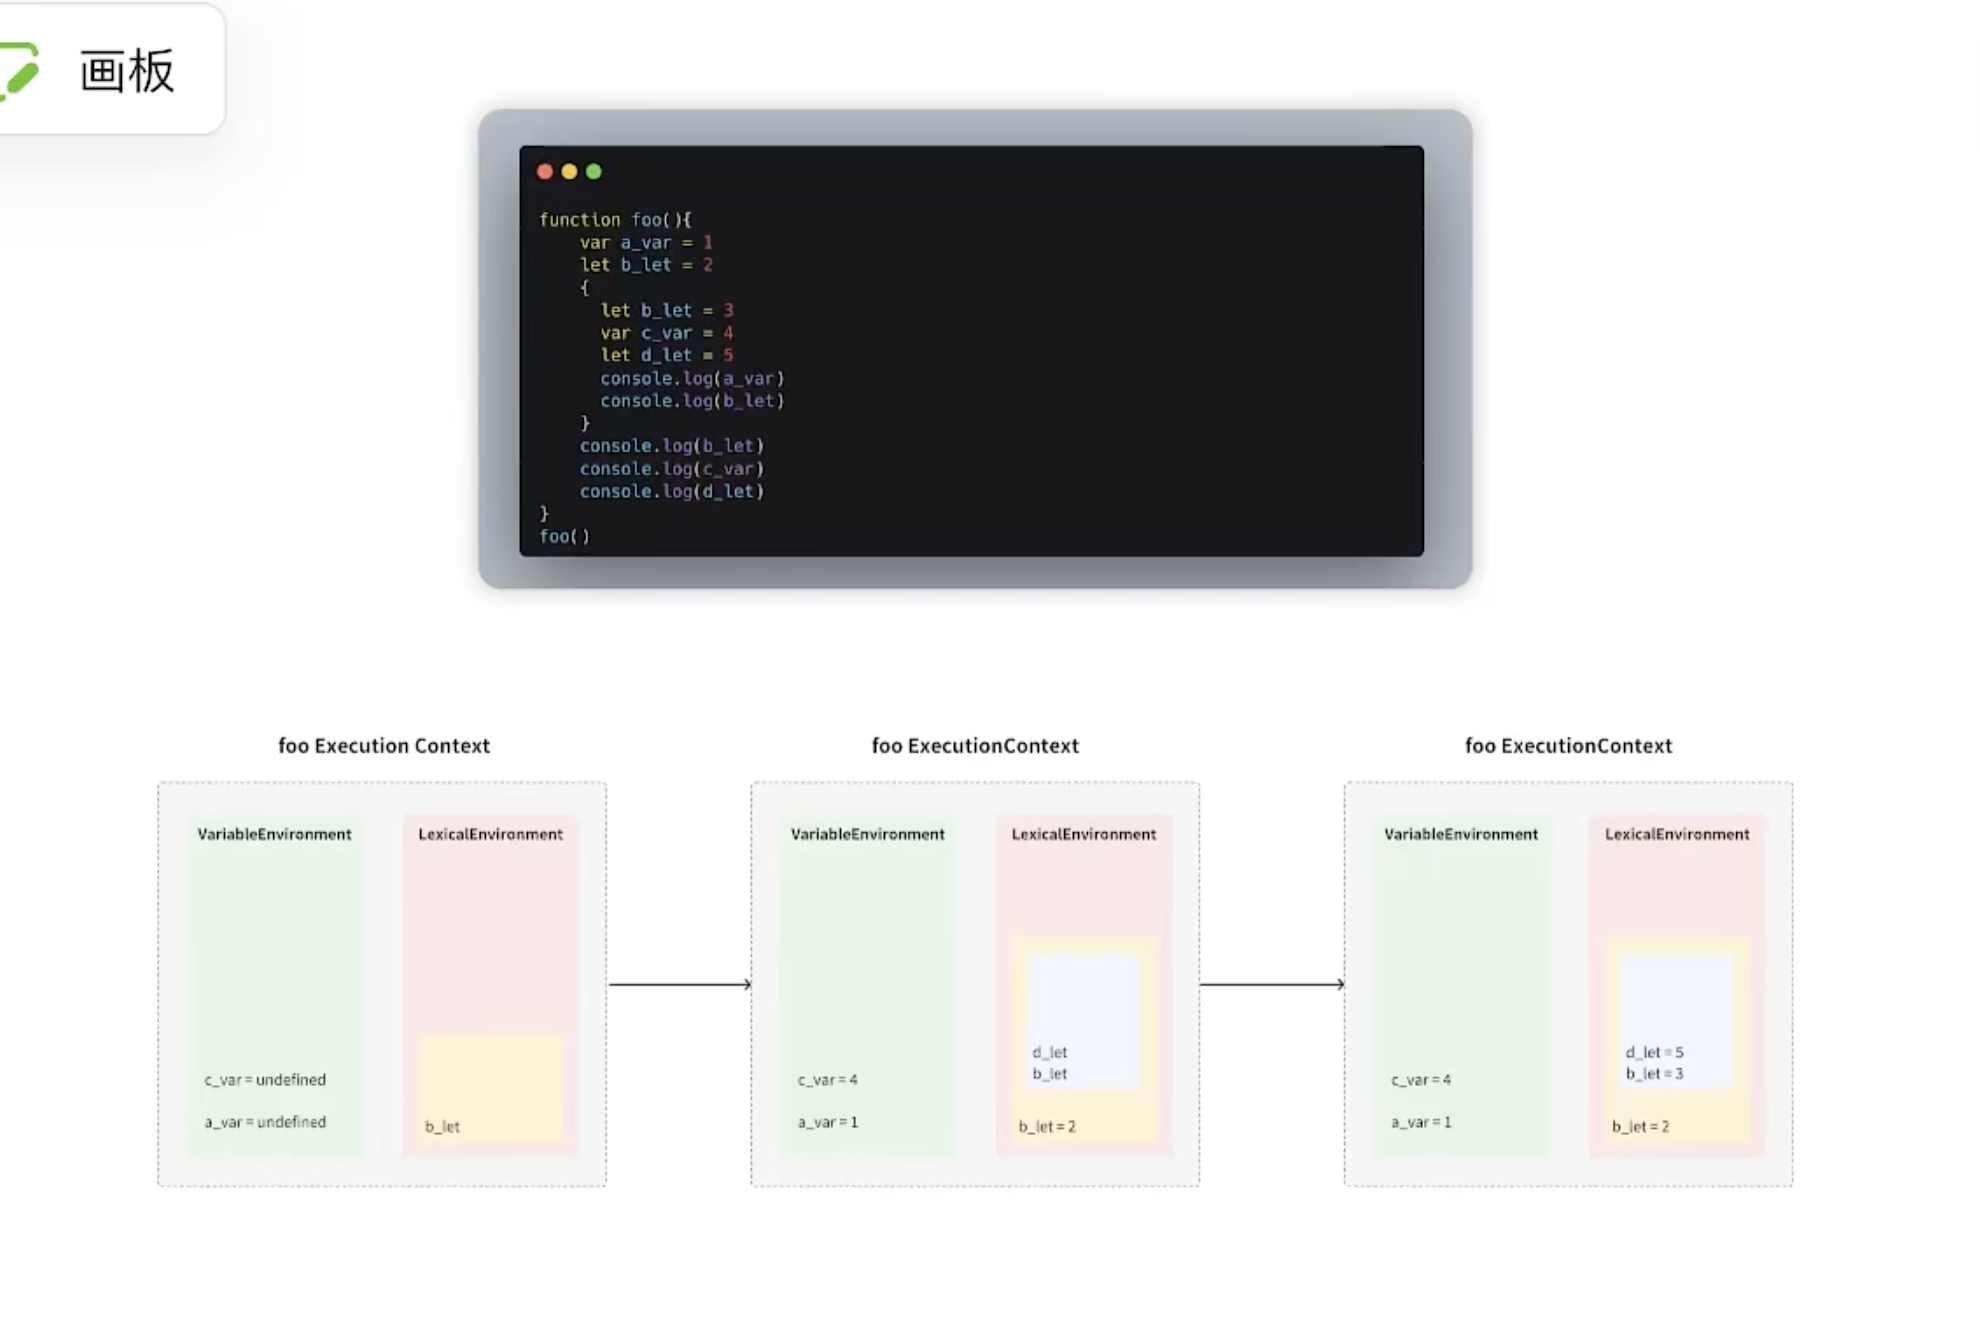 画板
function foo(){
    var a_var = 1
    let b_let = 2
    {
      let b_let = 3
      var c_var = 4
      let d_let = 5
      console.log(a_var)
      console.log(b_let)
    }
    console.log(b_let)
    console.log(c_var)
    console.log(d_let)
}
foo()
foo Execution Context
VariableEnvironment
c_var = undefined
a_var = undefined
LexicalEnvironment
b_let
foo ExecutionContext
VariableEnvironment
c_var = 4
a_var = 1
LexicalEnvironment
d_let
b_let
b_let = 2
foo ExecutionContext
VariableEnvironment
c_var = 4
a_var = 1
LexicalEnvironment
d_let = 5
b_let = 3
b_let = 2